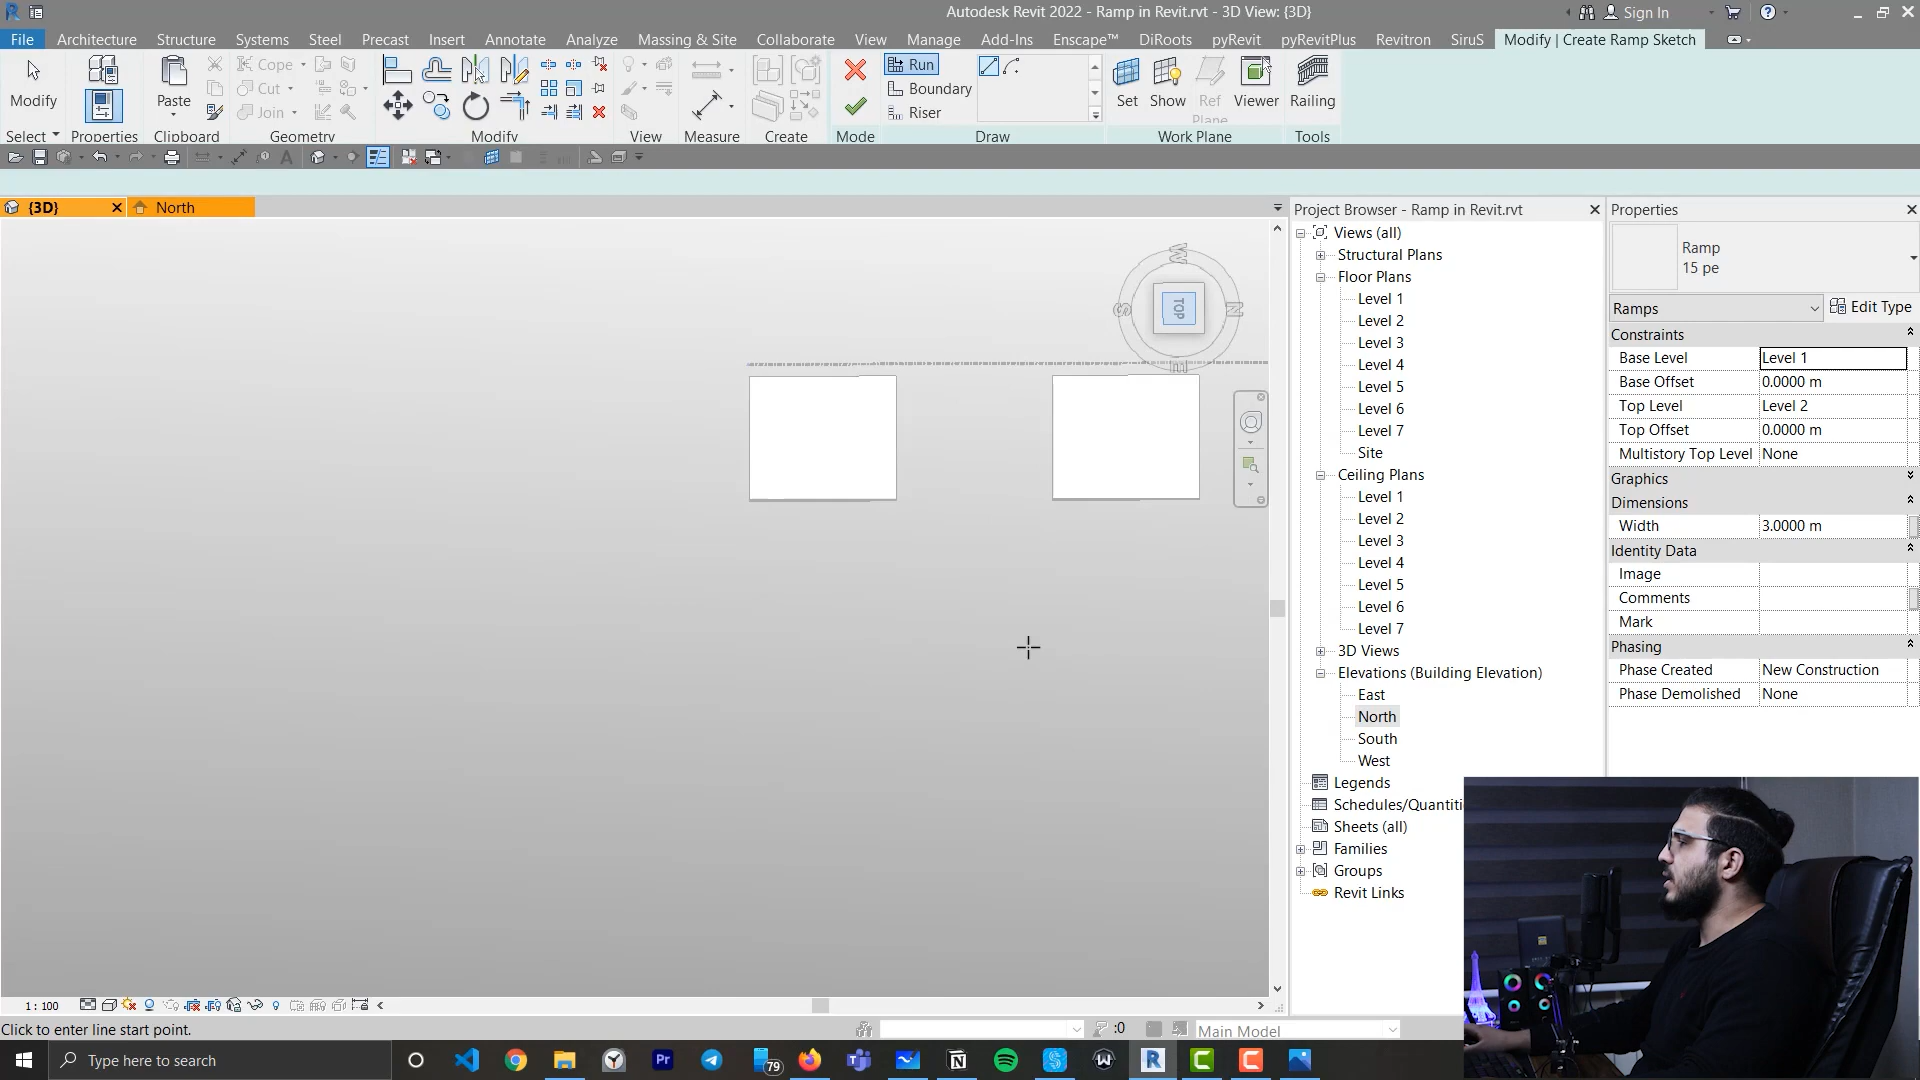 Autodesk Revit 2022 - Ramp in Revit.rvt - 3D View: {3D}
Sign In
File Architecture Structure Systems Steel Precast Insert Annotate Analyze Massing & Site Collaborate View Manage Add-Ins Enscape™ DiRoots pyRevit pyRevitPlus Revitron SiruS Modify | Create Ramp Sketch
Modify
Paste
Cope
Cut
Join
Run
Boundary
Riser
Set
Show
Ref
Plane
Viewer
Railing
Select Properties Clipboard Geometry Modify View Measure Create Mode Draw Work Plane Tools
{3D}
North
TOP
W
N
S
E
Project Browser - Ramp in Revit.rvt
Views (all)
Structural Plans
Floor Plans
Level 1
Level 2
Level 3
Level 4
Level 5
Level 6
Level 7
Site
Ceiling Plans
Level 1
Level 2
Level 3
Level 4
Level 5
Level 6
Level 7
3D Views
Elevations (Building Elevation)
East
North
South
West
Legends
Schedules/Quantiti
Sheets (all)
Families
Groups
Revit Links
Properties
Ramp
15 pe
Ramps
Edit Type
Constraints
Base Level Level 1
Base Offset 0.0000 m
Top Level Level 2
Top Offset 0.0000 m
Multistory Top Level None
Graphics
Dimensions
Width 3.0000 m
Identity Data
Image
Comments
Mark
Phasing
Phase Created New Construction
Phase Demolished None
1 : 100
Click to enter line start point.
:0
Main Model
Type here to search
Pr
79